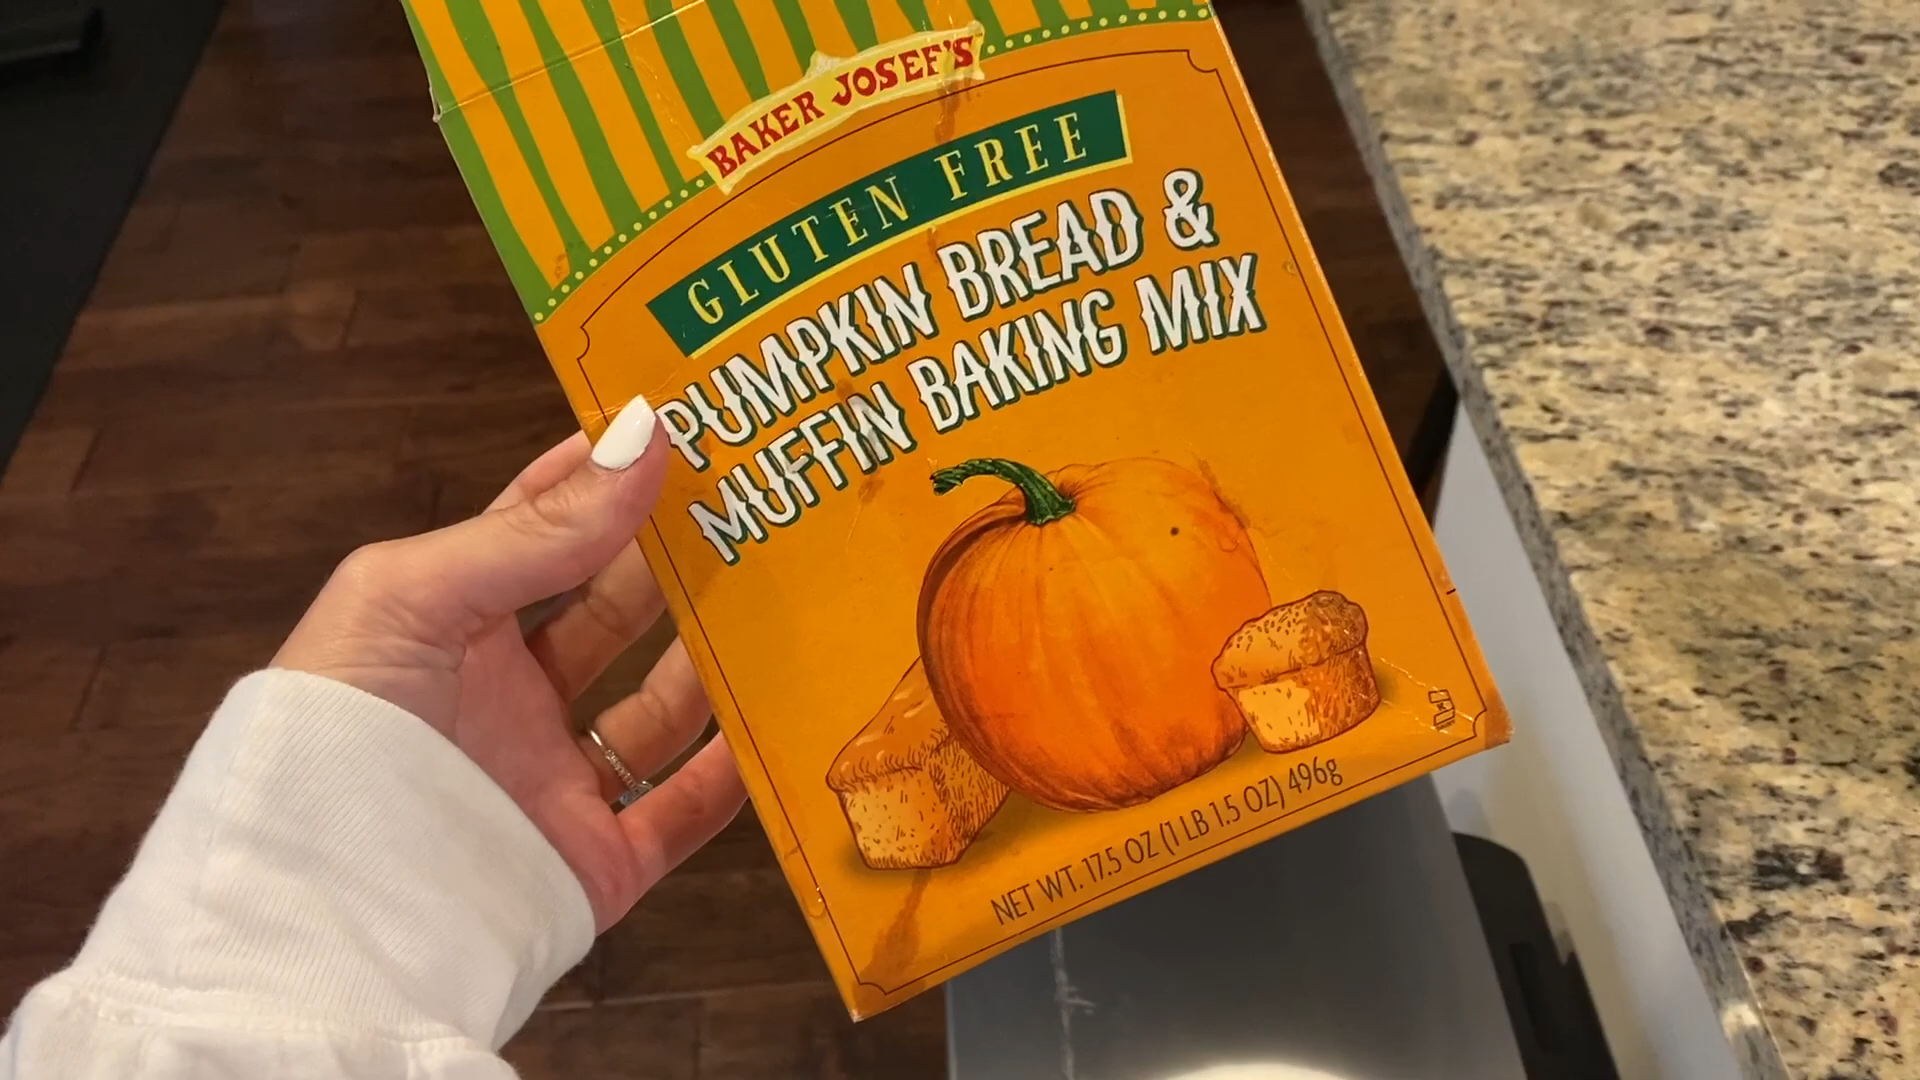 BAKER JOSEF'S
GLUTEN FREE
PUMPKIN BREAD &
MUFFIN BAKING MIX
NET WT. 17.5 OZ (1 LB 1.5 OZ) 496g